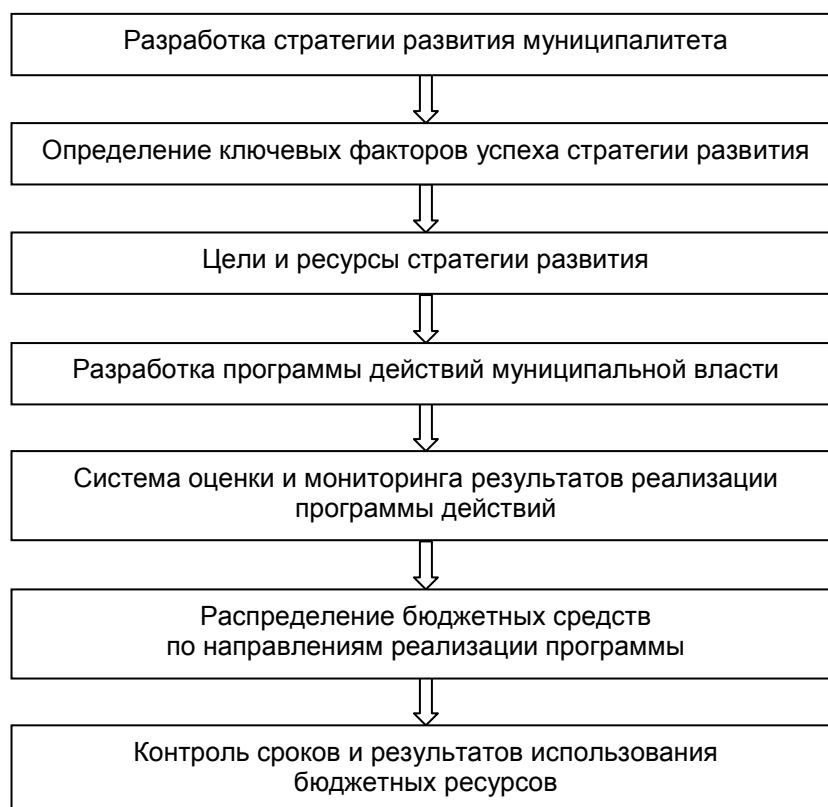 Разработка стратегии развития муниципалитета
Определение ключевых факторов успеха стратегии развития
Цели и ресурсы стратегии развития
Разработка программы действий муниципальной власти
Система оценки и мониторинга результатов реализации
программы действий
Распределение бюджетных средств
по направлениям реализации программы
Контроль сроков и результатов использования
бюджетных ресурсов